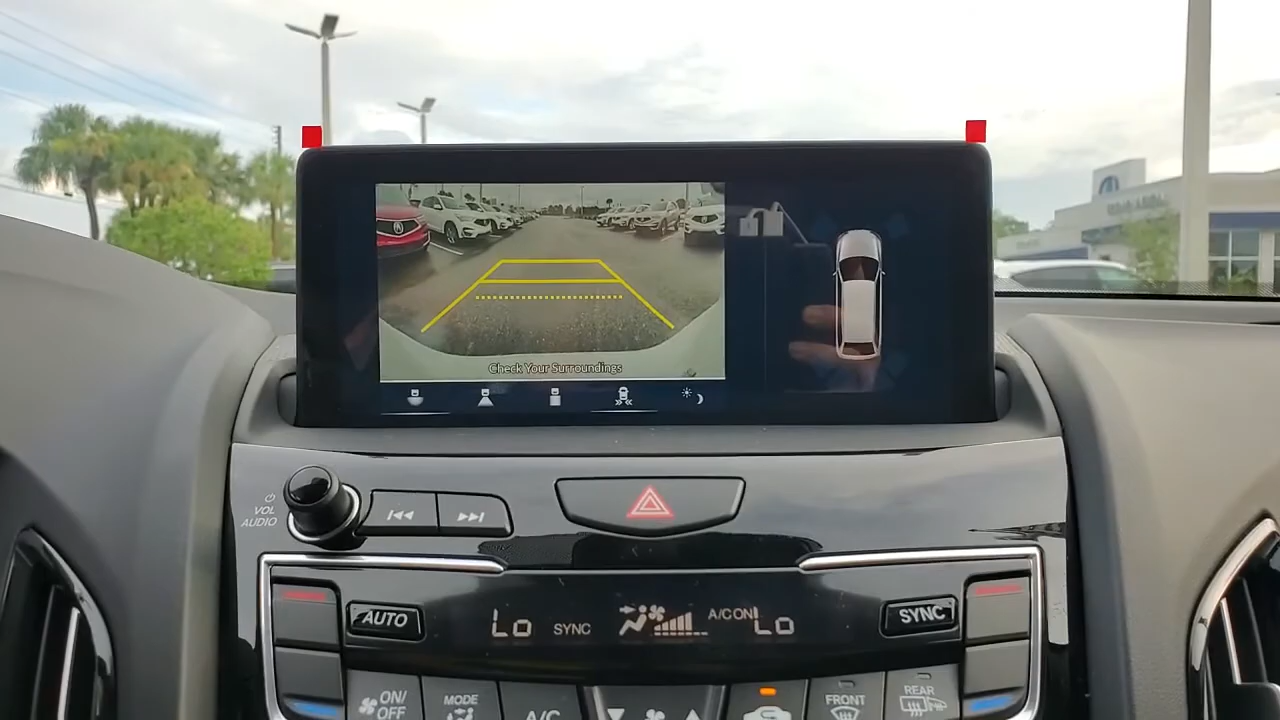 Check Your Surroundings
VOL
AUDIO
AUTO
Lo
SYNC
A/C ON
Lo
SYNC
ON/
OFF
MODE
A/C
FRONT
REAR